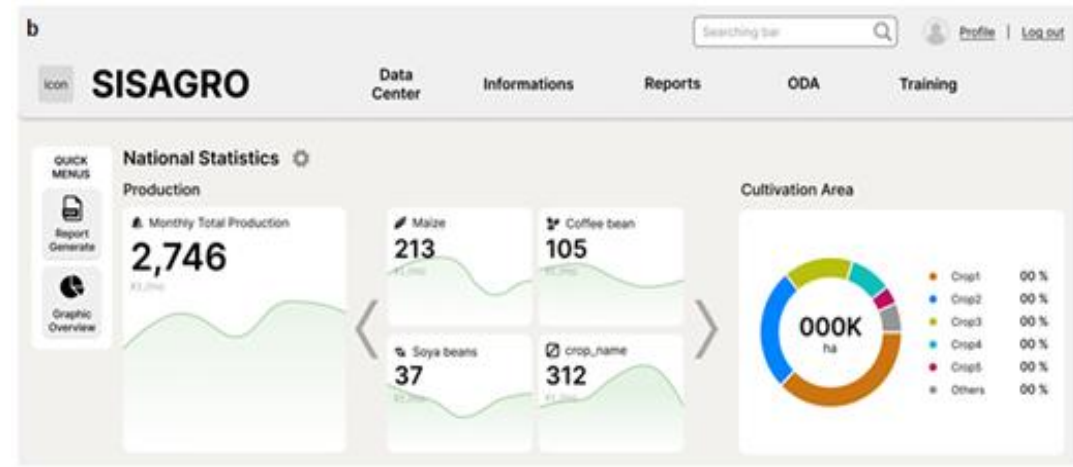 b
Searching bar
Profile | Log out
icon
SISAGRO
Data
Center
Informations
Reports
ODA
Training
QUICK
MENUS
Report
Generate
Graphic
Overview
National Statistics
Production
Monthly Total Production
2,746
Maize
213
Coffee bean
105
Soya beans
37
crop_name
312
Cultivation Area
000K
ha
Crop1 00 %
Crop2 00 %
Crop3 00 %
Crop4 00 %
Crop5 00 %
Others 00 %